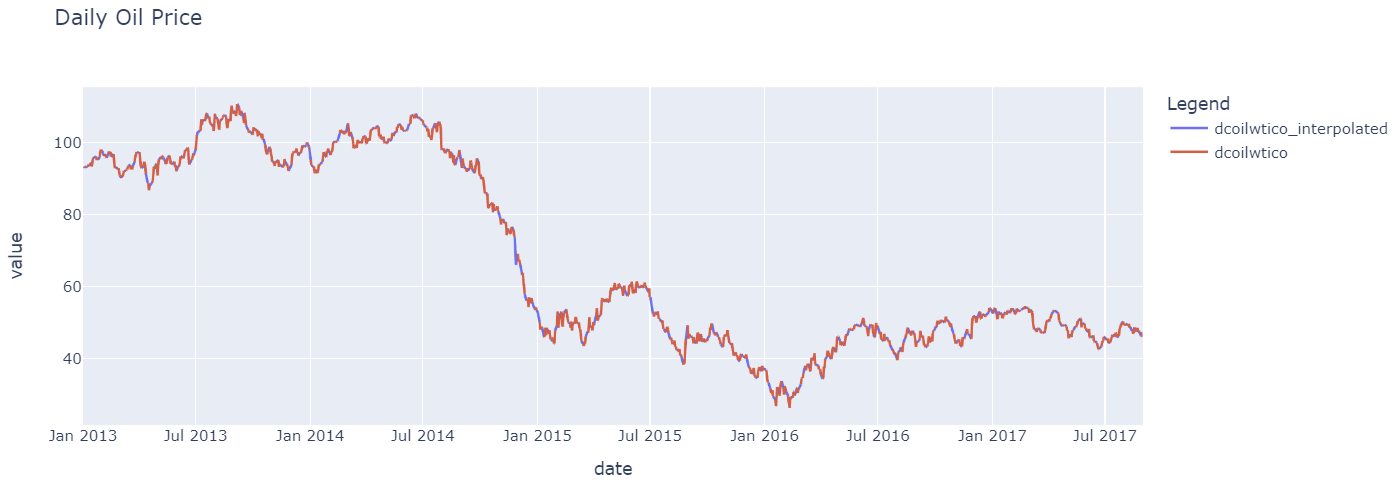 Daily Oil Price
Legend
dcoilwtico_interpolated
dcoilwtico
value
100
80
60
40
Jan 2013
Jul 2013
Jan 2014
Jul 2014
Jan 2015
Jul 2015
Jan 2016
Jul 2016
Jan 2017
Jul 2017
date